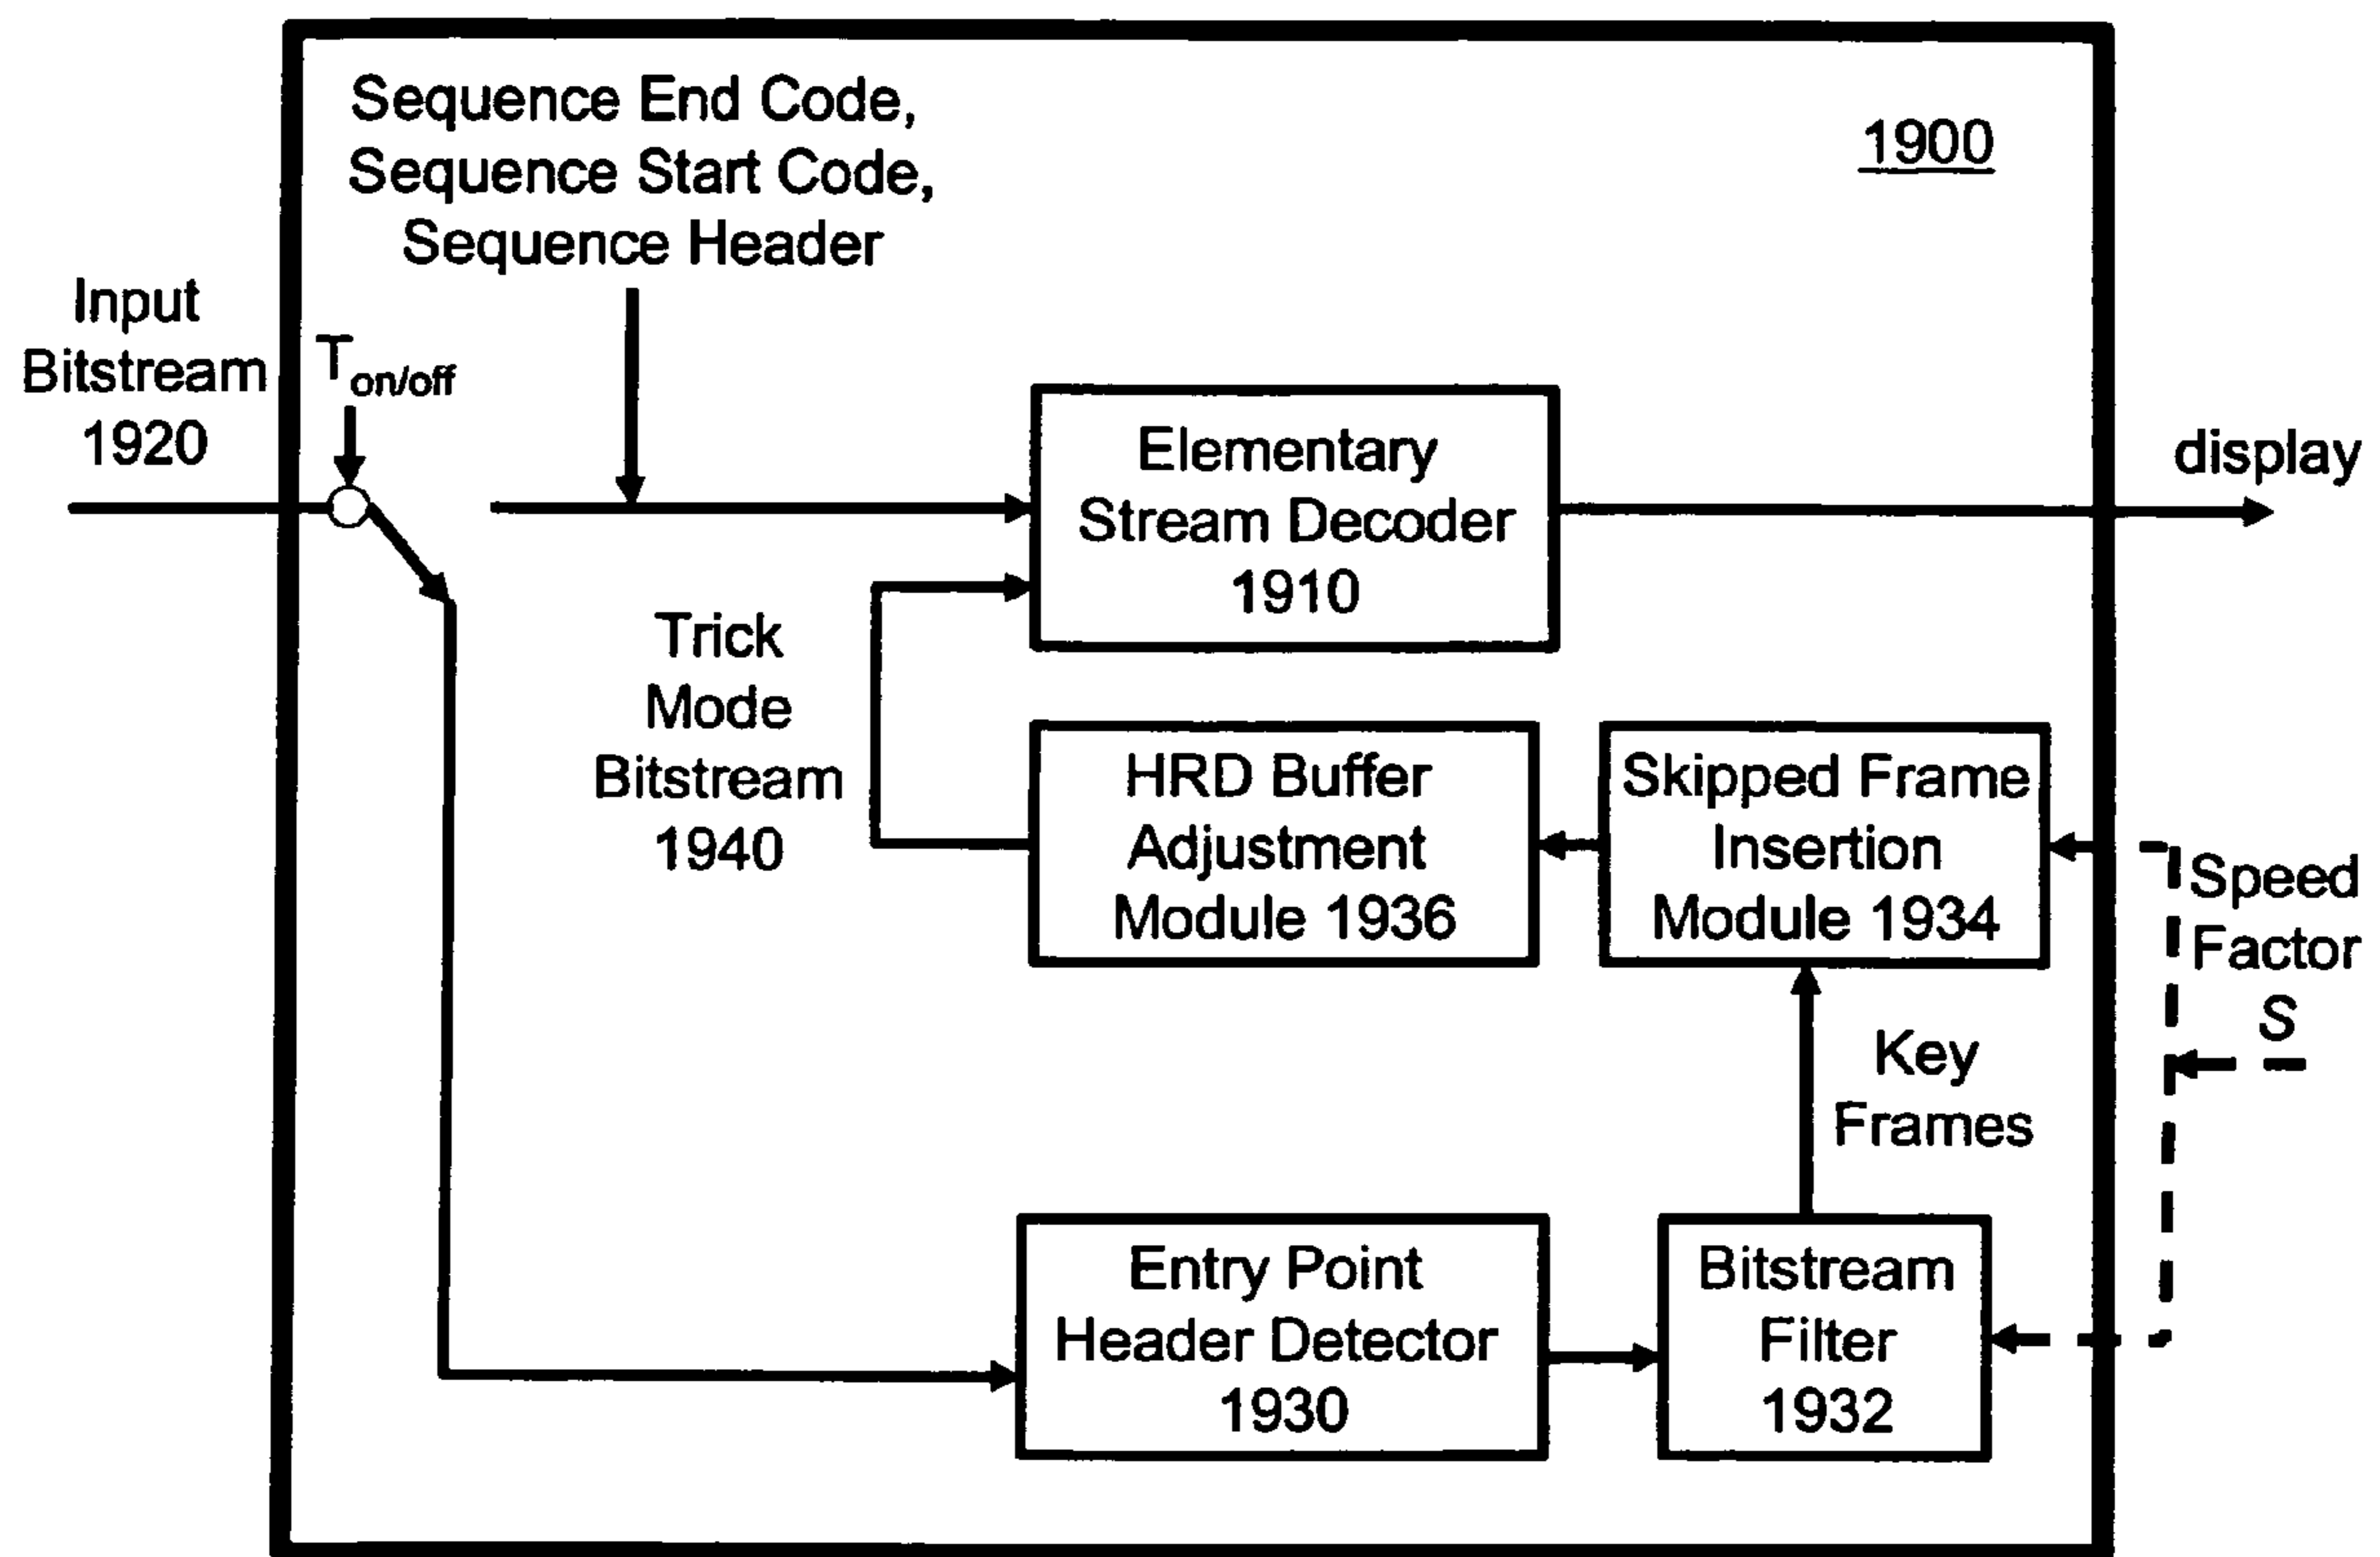 Sequence End Code,
Sequence Start Code,
Sequence Header
1900
Input
Bitstream
1920
T on/off
Elementary
Stream Decoder
1910
display
Trick
Mode
Bitstream
1940
HRD Buffer
Adjustment
Module 1936
Skipped Frame
Insertion
Module 1934
Speed
Factor
S
Key
Frames
Entry Point
Header Detector
1930
Bitstream
Filter
1932